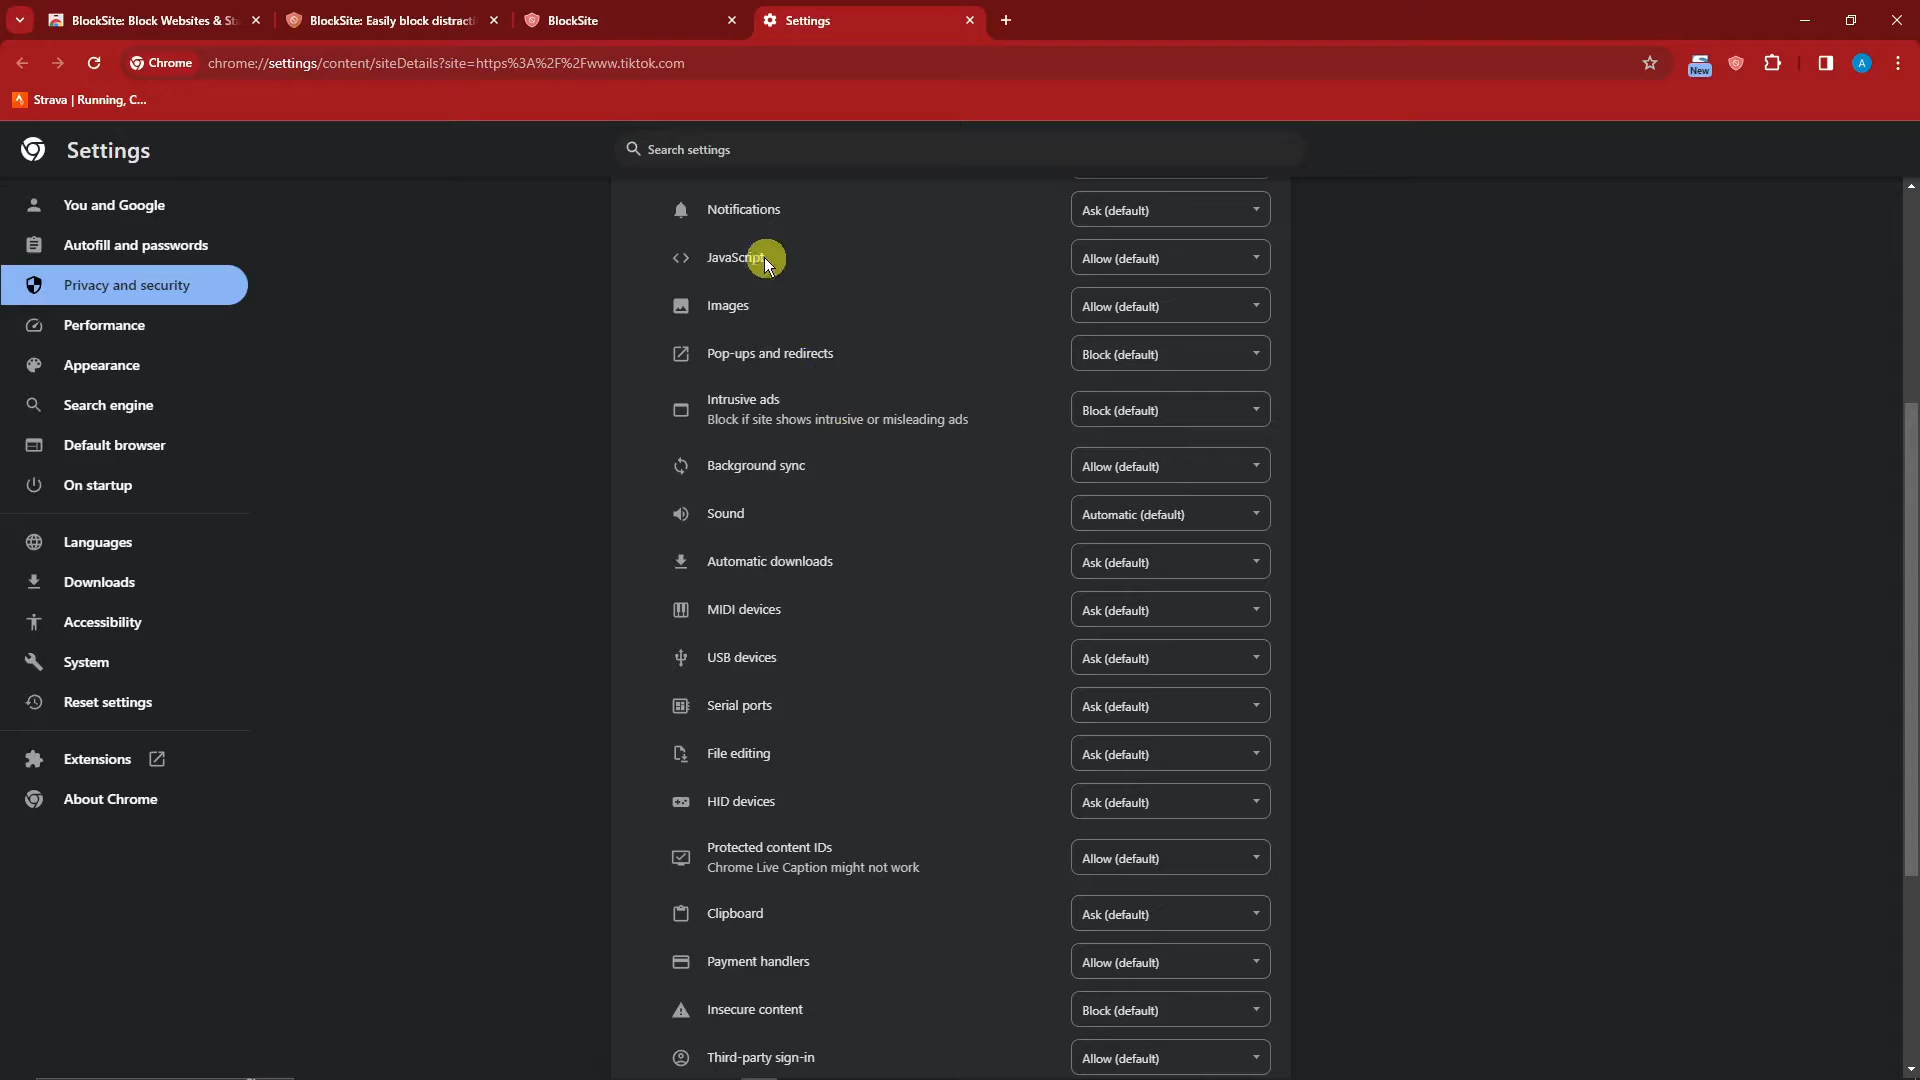 BlockSite: Block Websites & St
BlockSite: Easily block distracti
BlockSite
Settings
Chrome
chrome://settings/content/siteDetails?site=https%3A%2F%2Fwww.tiktok.com
New
A
Strava | Running, C...
Settings
Search settings
You and Google
Autofill and passwords
Privacy and security
Performance
Appearance
Search engine
Default browser
On startup
Languages
Downloads
Accessibility
System
Reset settings
Extensions
About Chrome
Notifications Ask (default)
JavaScript Allow (default)
Images Allow (default)
Pop-ups and redirects Block (default)
Intrusive ads
Block if site shows intrusive or misleading ads Block (default)
Background sync Allow (default)
Sound Automatic (default)
Automatic downloads Ask (default)
MIDI devices Ask (default)
USB devices Ask (default)
Serial ports Ask (default)
File editing Ask (default)
HID devices Ask (default)
Protected content IDs
Chrome Live Caption might not work Allow (default)
Clipboard Ask (default)
Payment handlers Allow (default)
Insecure content Block (default)
Third-party sign-in Allow (default)